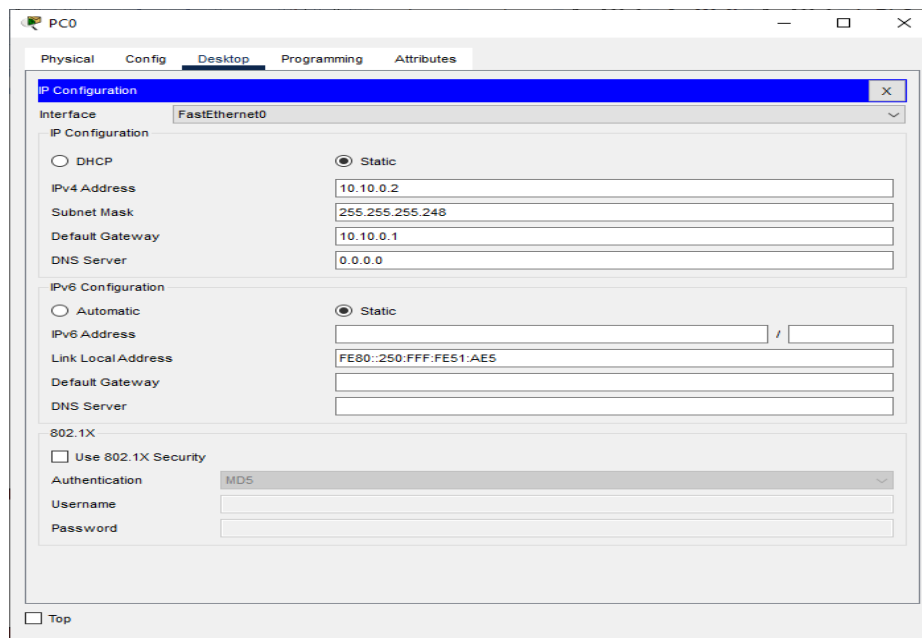 PC0
Physical Config Desktop Programming Attributes
IP Configuration X
Interface FastEthernet0
IP Configuration
DHCP Static
IPv4 Address 10.10.0.2
Subnet Mask 255.255.255.248
Default Gateway 10.10.0.1
DNS Server 0.0.0.0
IPv6 Configuration
Automatic Static
IPv6 Address /
Link Local Address FE80::250:FFF:FE51:AE5
Default Gateway
DNS Server
802.1X
Use 802.1X Security
Authentication MD5
Username
Password
Top